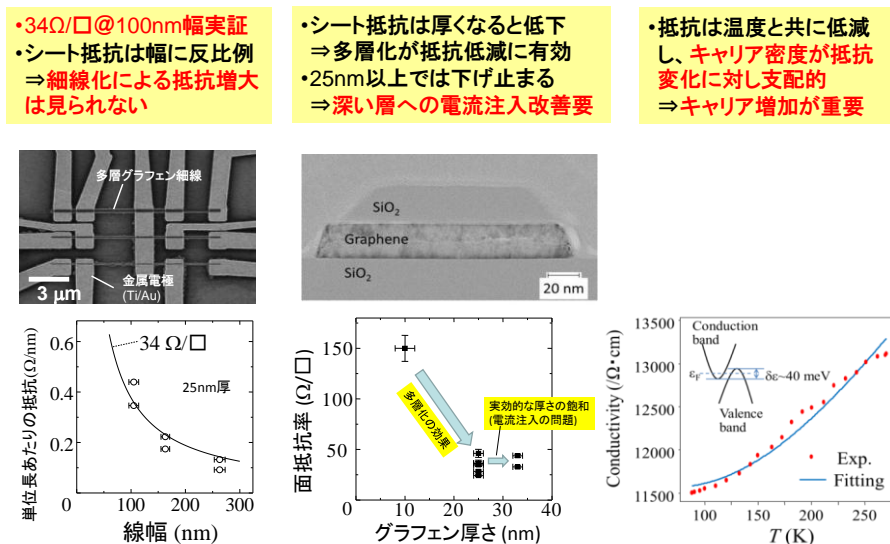 ・34Ω/□@100nm幅実証
・シート抵抗は幅に反比例
⇒細線化による抵抗増大
は見られない
・シート抵抗は厚くなると低下
⇒多層化が抵抗低減に有効
・25nm以上では下げ止まる
⇒深い層への電流注入改善要
・抵抗は温度と共に低減
し、キャリア密度が抵抗
変化に対し支配的
⇒キャリア増加が重要
多層グラフェン細線
金属電極
(Ti/Au)
3 μm
SiO2
Graphene
SiO2
20 nm
単位長あたりの抵抗(Ω/nm)
0.6
0.4
0.2
34 Ω/□
25nm厚
0
100
200
300
線幅 (nm)
面抵抗率 (Ω/□)
150
100
50
0
多層化の効果
実効的な厚さの飽和
(電流注入の問題)
0
10
20
30
40
グラフェン厚さ(nm)
Conductivity (/Ω・cm)
13500
13000
12500
12000
11500
Conduction
band
εF
δε~40 meV
Valence
band
Exp.
Fitting
100
150
200
250
T (K)